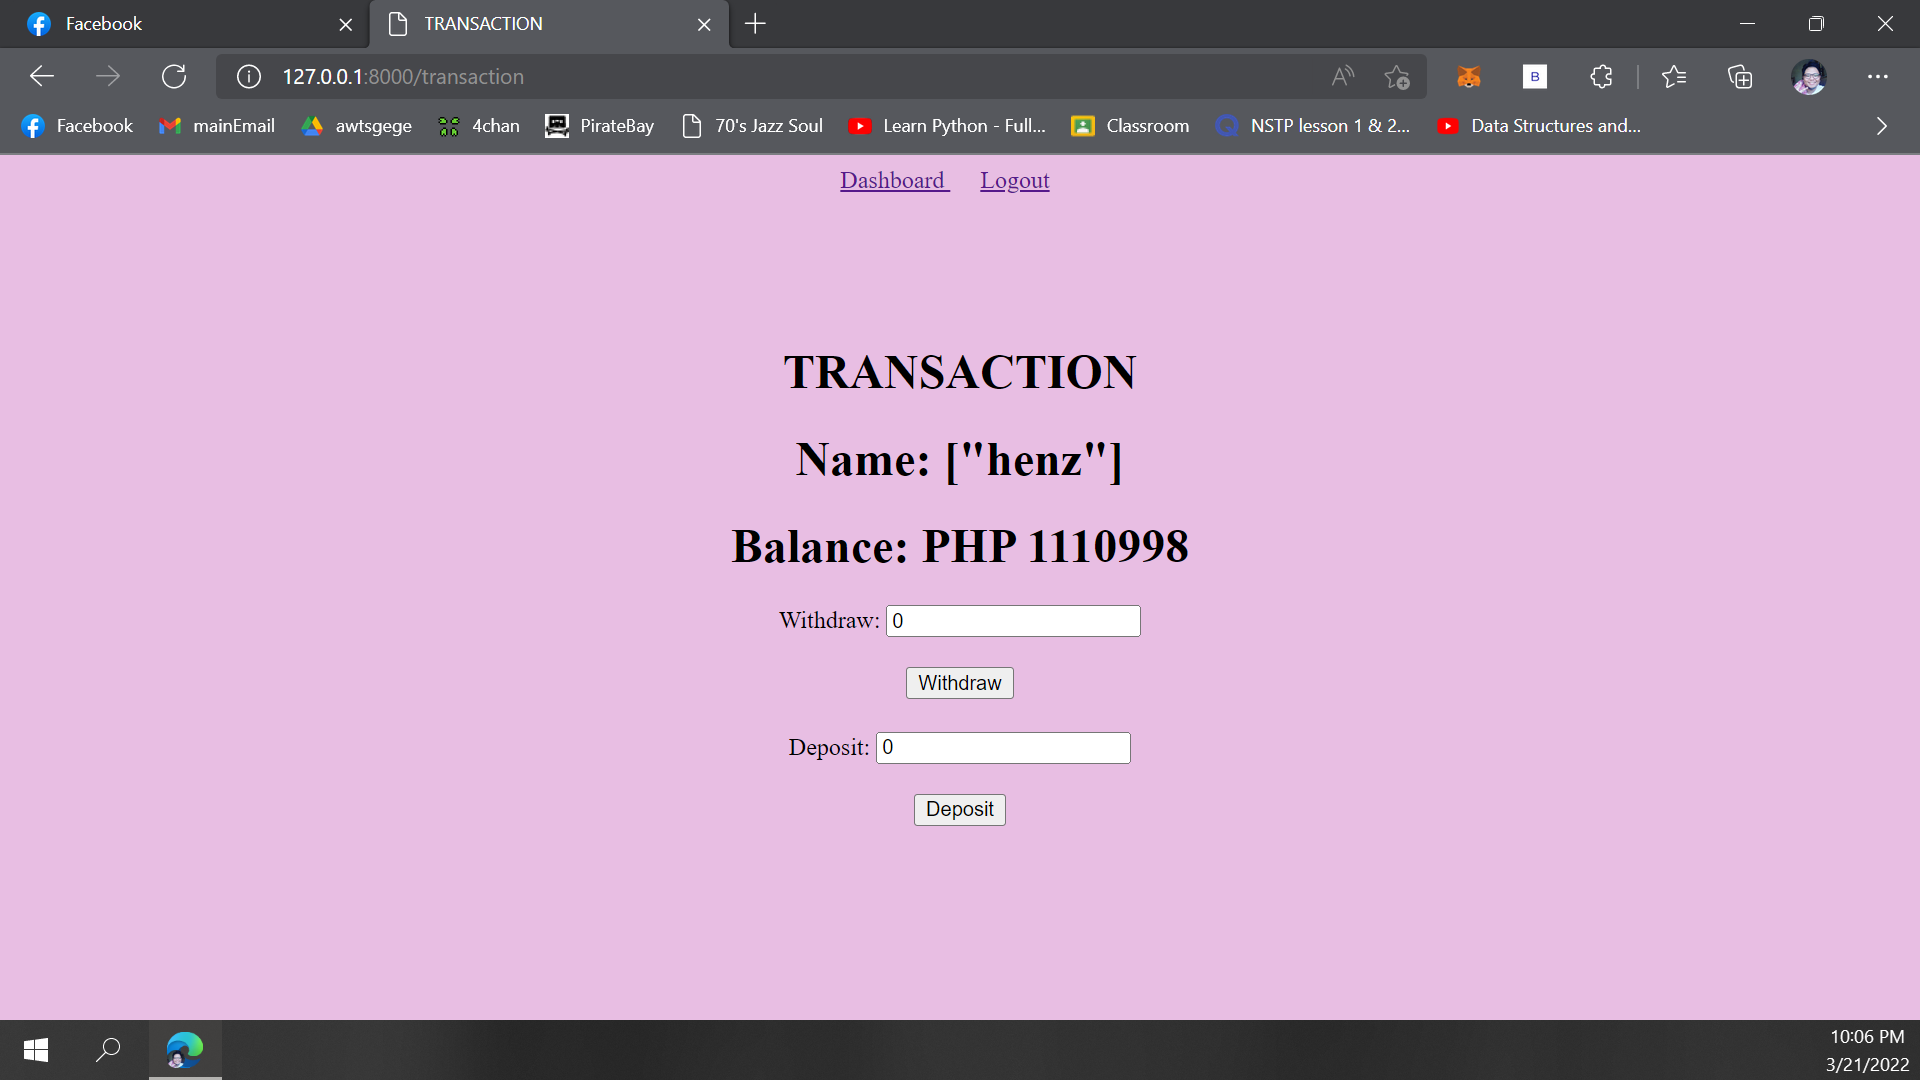 Facebook
TRANSACTION
127.0.0.1:8000/transaction
B
Facebook mainEmail awtsgege 4chan PirateBay 70's Jazz Soul Learn Python - Full... Classroom NSTP lesson 1 & 2... Data Structures and...
Dashboard Logout
TRANSACTION
Name: ["henz"]
Balance: PHP 1110998
Withdraw: 0
Withdraw
Deposit: 0
Deposit
10:06 PM
3/21/2022